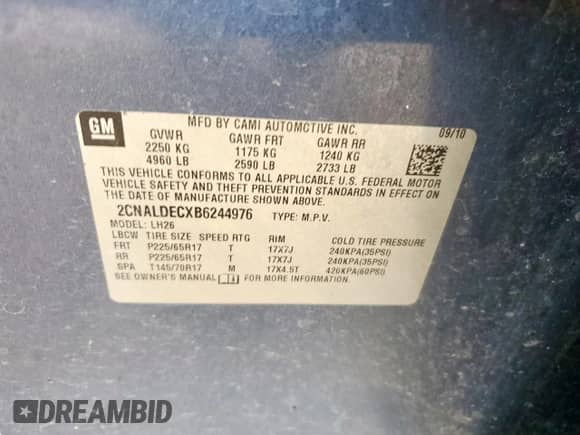 GM
MFD BY CAMI AUTOMOTIVE INC. 09/10
GVWR GAWR FRT GAWR RR
2250 KG 1175 KG 1240 KG
4960 LB 2590 LB 2733 LB
THIS VEHICLE CONFORMS TO ALL APPLICABLE U.S. FEDERAL MOTOR
VEHICLE SAFETY AND THEFT PREVENTION STANDARDS IN EFFECT ON
THE DATE OF MANUFACTURE SHOWN ABOVE.
2CNALDECXB6244976 TYPE: M.P.V.
MODEL: LH26
LBCW TIRE SIZE SPEED RTG RIM COLD TIRE PRESSURE
FRT P225/65R17 T 17X7J 240KPA(35PSI)
RR P225/65R17 T 17X7J 240KPA(35PSI)
SPA T145/70R17 M 17X4.5T 420KPA(60PSI)
SEE OWNER'S MANUAL FOR MORE INFORMATION.
DREAMBID